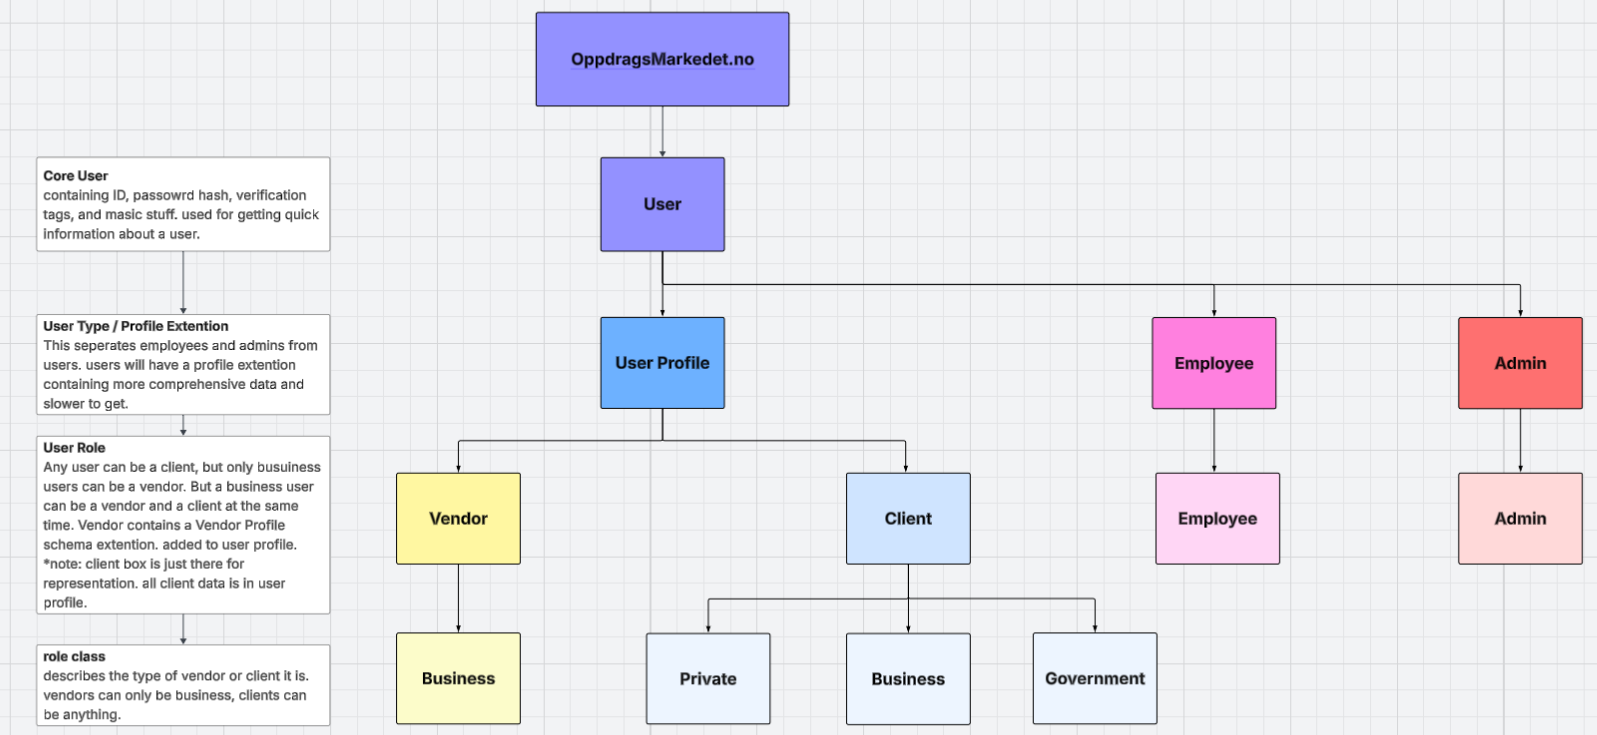 OppdragsMarkedet.no
Core User
containing ID, passowrd hash, verification
tags, and masic stuff. used for getting quick
information about a user.
User
User Type / Profile Extention
This seperates employees and admins from
users. users will have a profile extention
containing more comprehensive data and
slower to get.
User Profile
Employee
Admin
User Role
Any user can be a client, but only busuiness
users can be a vendor. But a business user
can be a vendor and a client at the same
time. Vendor contains a Vendor Profile
schema extention. added to user profile.
*note: client box is just there for
representation. all client data is in user
profile.
Vendor
Client
Employee
Admin
role class
describes the type of vendor or client it is.
vendors can only be business, clients can
be anything.
Business
Private
Business
Government